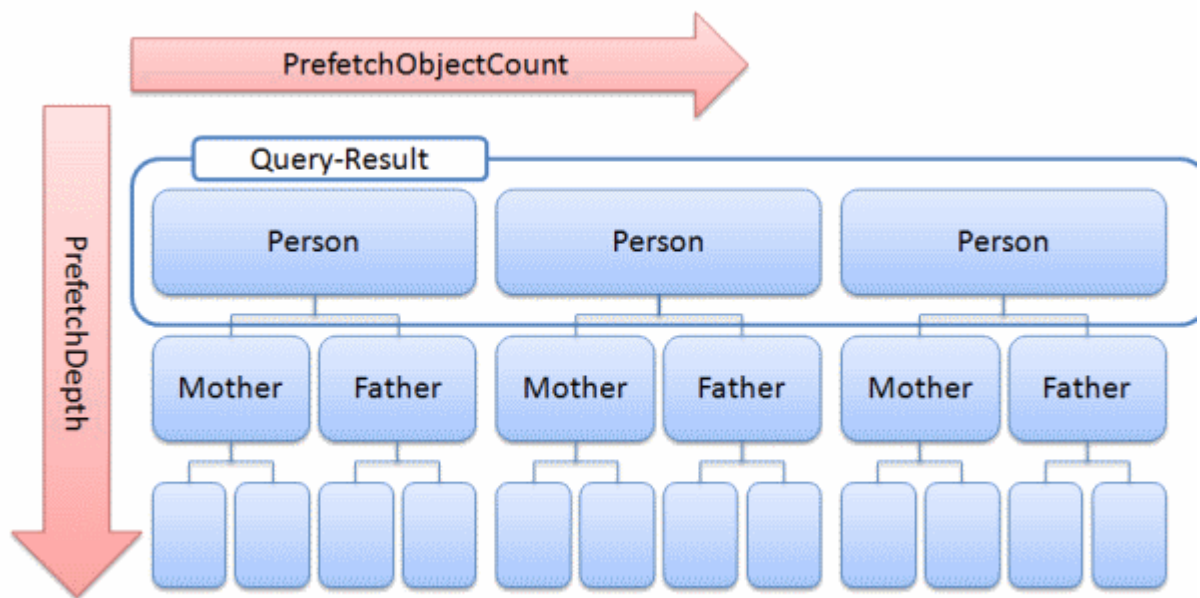 PrefetchObjectCount
PrefetchDepth
Query-Result
Person
Person
Person
Mother
Father
Mother
Father
Mother
Father